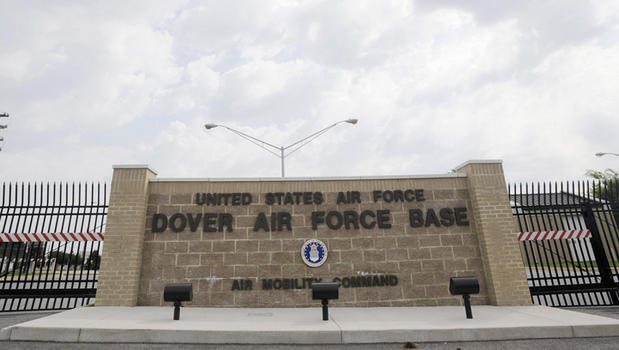 UNITED STATES AIR FORCE
DOVER AIR FORCE BASE
AIR MOBILITY COMMAND